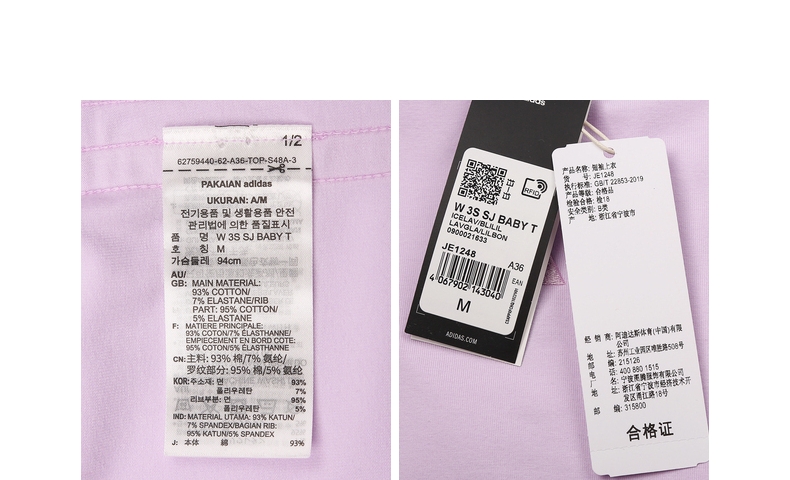 1/2
62759440-62-A36-TOP-S48A-3
PAKAIAN adidas
UKURAN: A/M
전기용품 및 생활용품 안전
관리법에 의한 품질표시
품 명 W 3S SJ BABY T
호 칭 M
가슴둘레 94cm
AU/
GB: MAIN MATERIAL:
93% COTTON/
7% ELASTANE/RIB
PART: 95% COTTON/
5% ELASTANE
F: MATIERE PRINCIPALE:
93% COTON/7% ÉLASTHANNE/
EMPIECEMENT EN BORD COTE:
95% COTON/5% ÉLASTHANNE
CN: 主料: 93% 棉/7% 氨纶/
罗纹部分: 95% 棉/5% 氨纶
KOR: 주소재: 면 93%
폴리우레탄 7%
리브부분: 면 95%
폴리우레탄 5%
IND: MATERIAL UTAMA: 93% KATUN/
7% SPANDEX/BAGIAN RIB:
95% KATUN/5% SPANDEX
J: 本体 綿 93%
adidas
RFID
W 3S SJ BABY T
ICELAV/BLILIL
LAVGLA/LILBON
0900021633
JE1248
A36
EAN
4 067902 143040
M
ADIDAS.COM
产品名称: 短袖上衣
货 号: JE1248
执行标准: GB/T 22853-2019
产品等级: 合格品
检验合格: 检18
安全类别: B类
产 地: 浙江省宁波市
经 销 商: 阿迪达斯体育(中国)有限
公司
地 址: 苏州工业园区唯胜路508号
邮 编: 215126
电 话: 400 880 1515
厂 名: 宁波熹腾服饰有限公司
地 址: 浙江省宁波市经济技术开
发区甬江路18号
邮 编: 315800
合格证